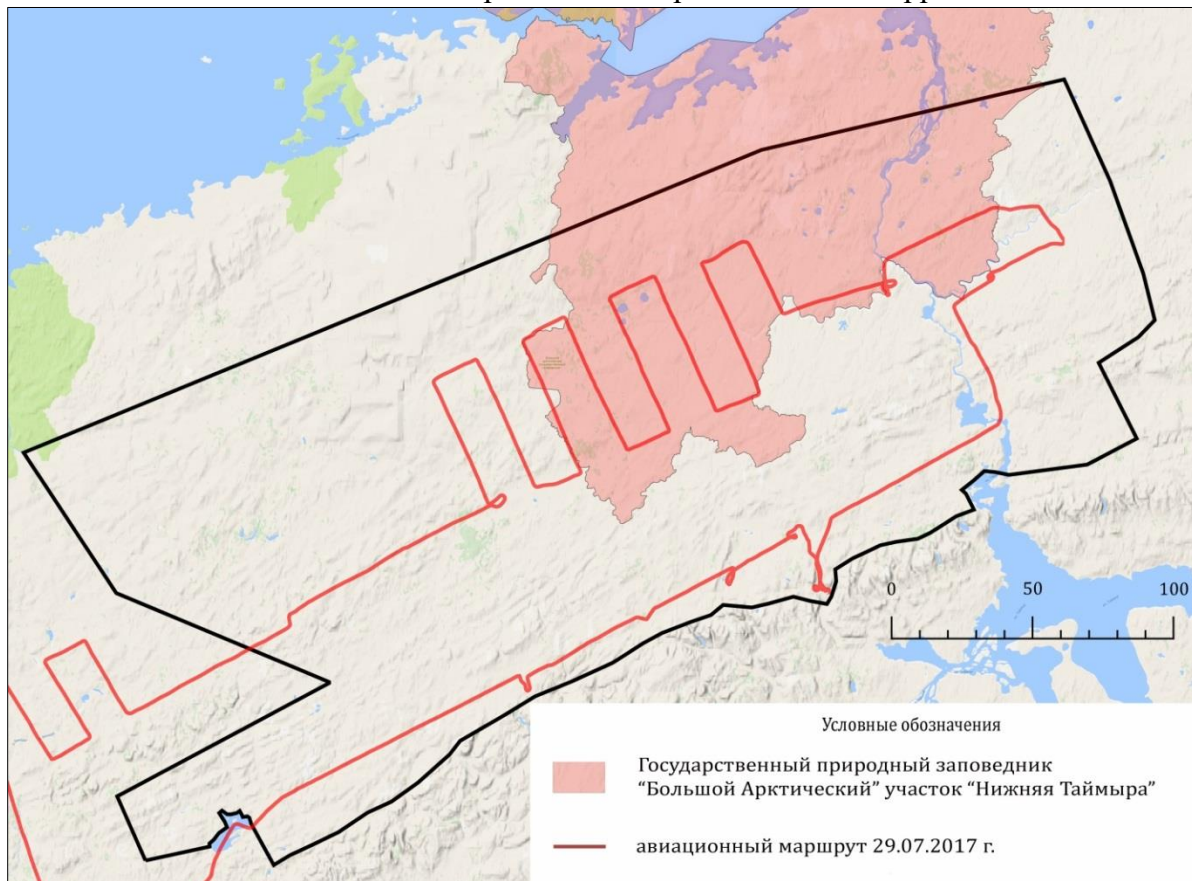 0 50 100
Условные обозначения
Государственный природный заповедник
“Большой Арктический” участок “Нижняя Таймыра”
авиационный маршрут 29.07.2017 г.